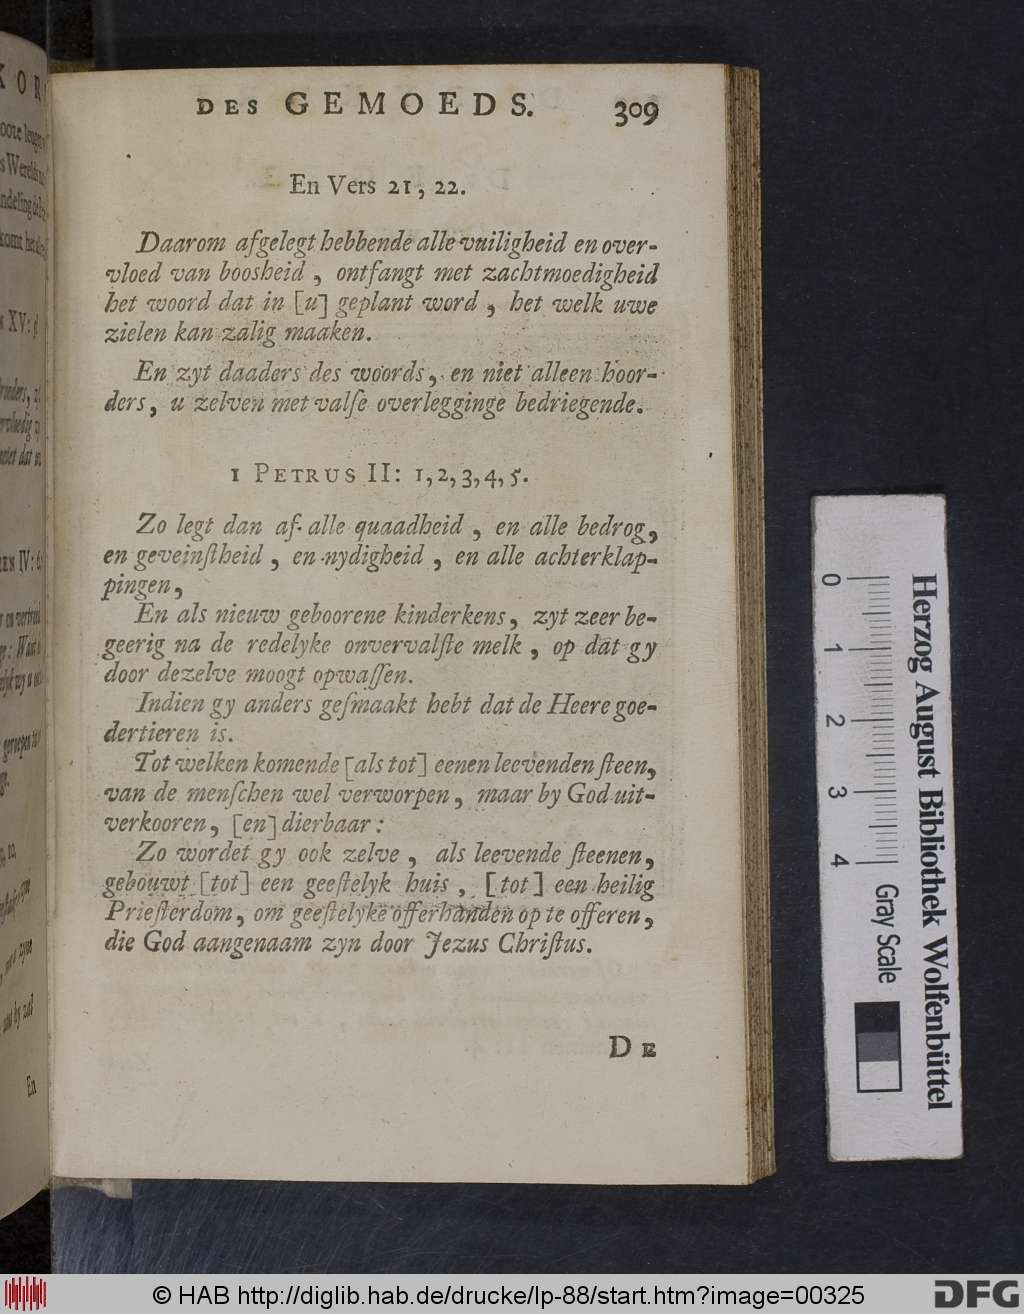 DES GEMOEDS. 309
En Vers 21, 22.
Daarom afgelegt hebbende alle vuiligheid en over-
vloed van boosheid, ontfangt met zachtmoedigheid
het woord dat in [u] geplant word, het welk uwe
zielen kan zalig maaken.
En zyt daaders des woords, en niet alleen hoor-
ders, u zelven met valſe overlegginge bedriegende.
1 PETRUS II: 1, 2, 3, 4, 5.
Zo legt dan af alle quaadheid, en alle bedrog,
en geveinſtheid, en nydigheid, en alle achterklap-
pingen,
En als nieuw geboorene kinderkens, zyt zeer be-
geerig na de redelyke onvervalſte melk, op dat gy
door dezelve moogt opwaſſen.
Indien gy anders geſmaakt hebt dat de Heere goe-
dertieren is.
Tot welken komende [als tot] eenen leevenden ſteen,
van de menſchen wel verworpen, maar by God uit-
verkooren, [en] dierbaar:
Zo wordet gy ook zelve, als leevende ſteenen,
gebouwt [tot] een geeſtelyk huis, [tot] een heilig
Prieſterdom, om geeſtelyke offerhanden op te offeren,
die God aangenaam zyn door Jezus Chriſtus.
DE
KOR
XV:
IV: 6
En
Herzog August Bibliothek Wolfenbüttel
0 1 2 3 4 Gray Scale
© HAB http://diglib.hab.de/drucke/lp-88/start.htm?image=00325
DFG